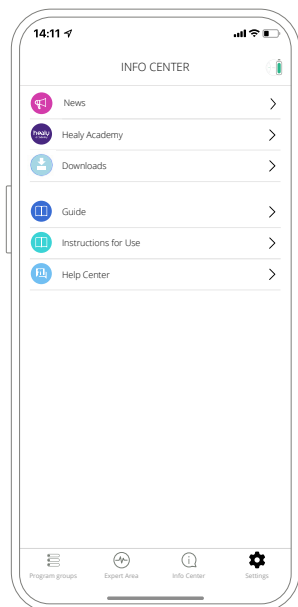 14:11
INFO CENTER
News
healy
Healy Academy
Downloads
Guide
Instructions for Use
Help Center
Program groups
Expert Area
Info Center
Settings